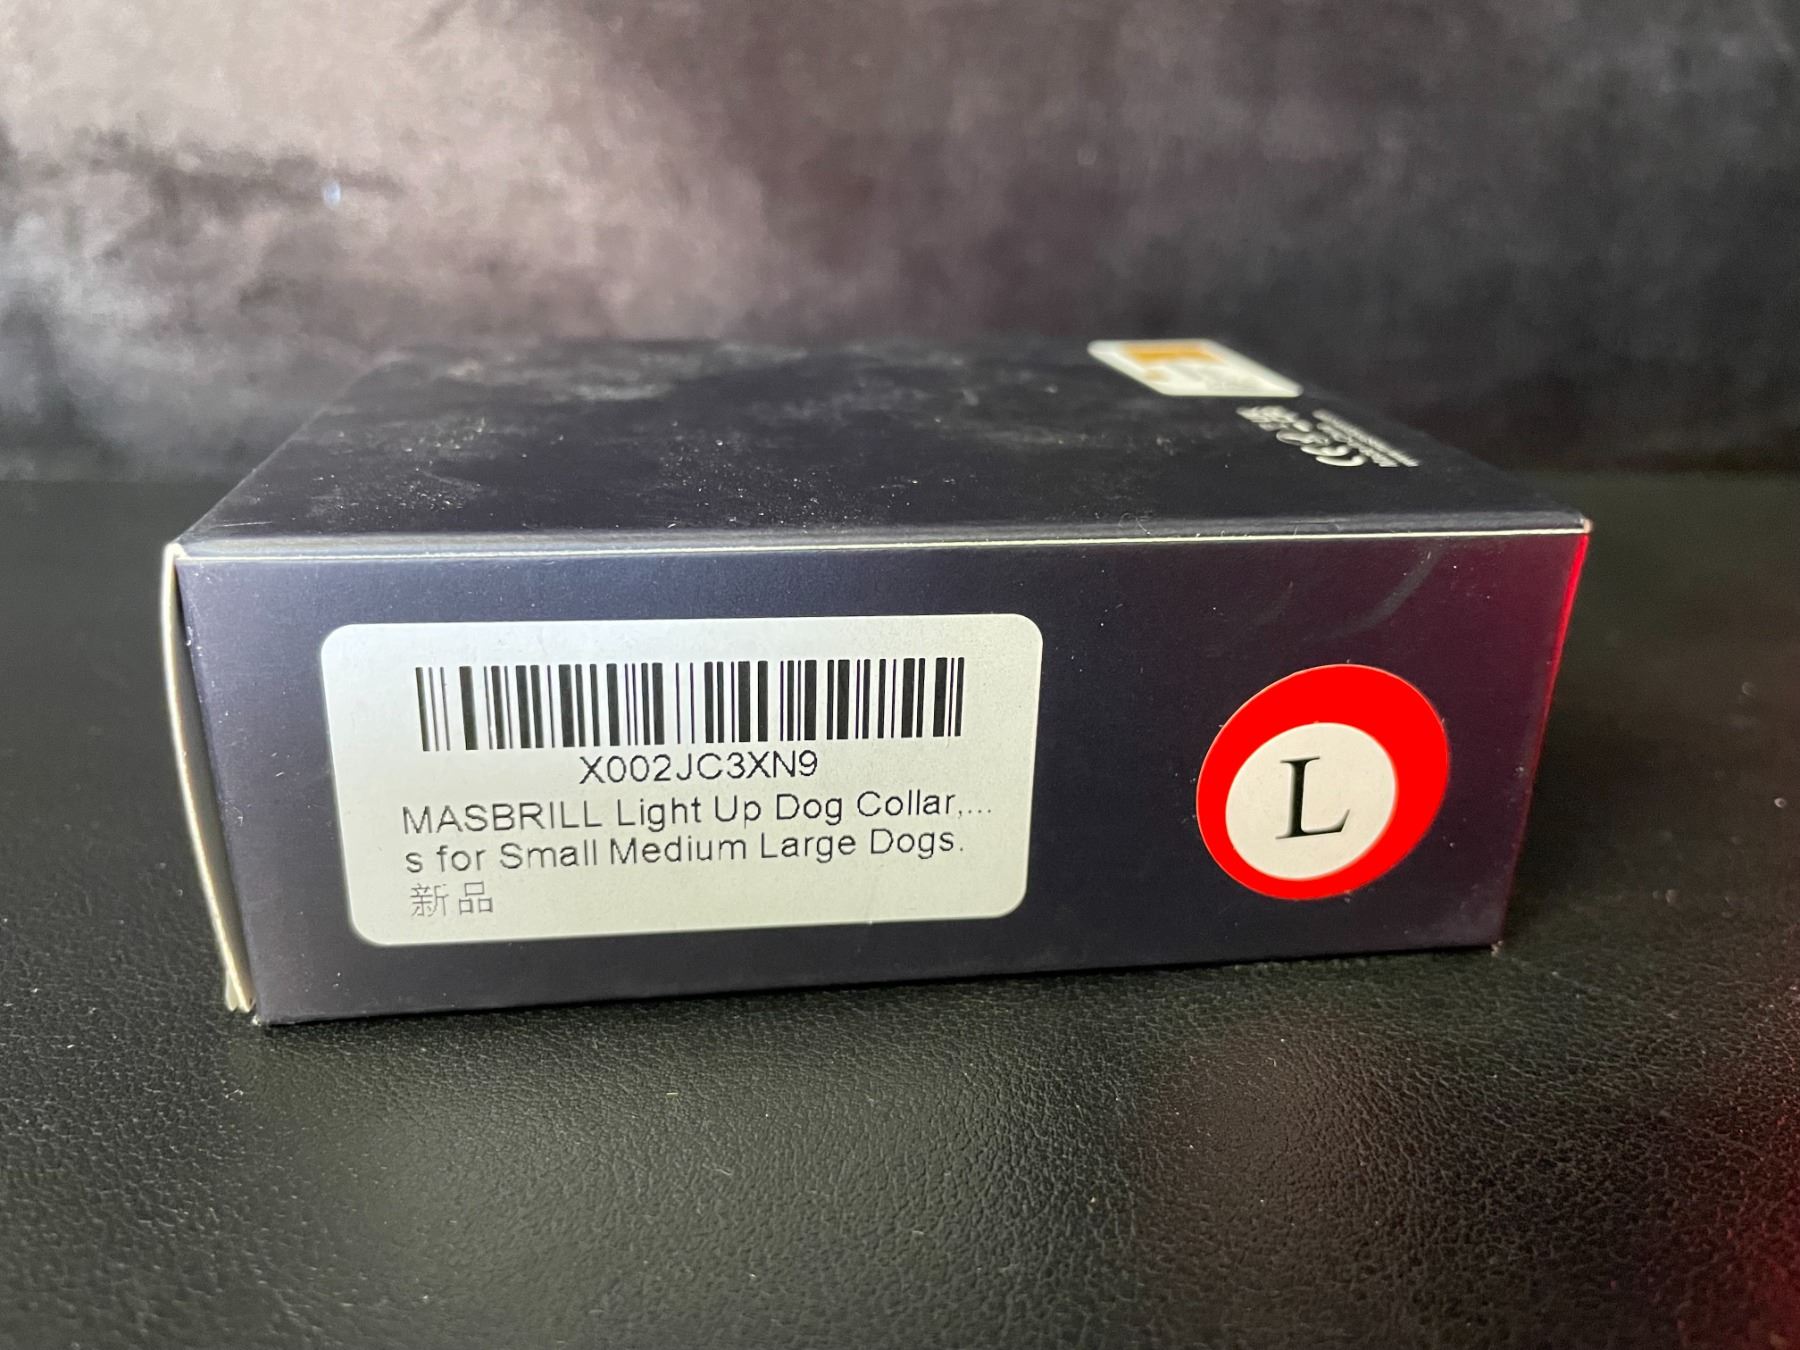 X002JC3XN9
MASBRILL Light Up Dog Collar,...
s for Small Medium Large Dogs.
新品
L